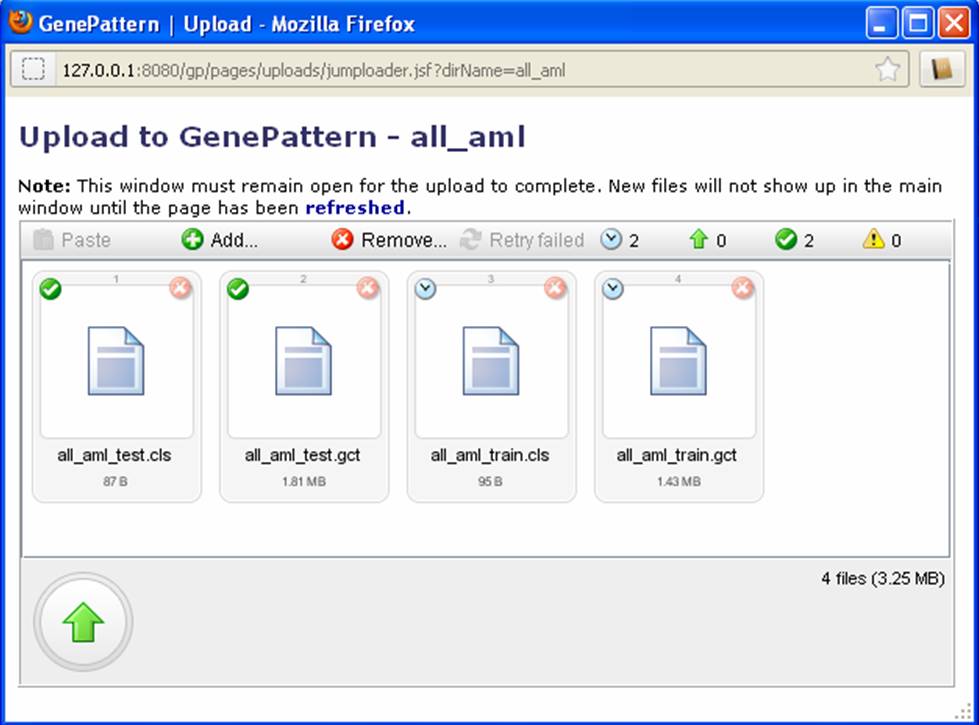 GenePattern | Upload - Mozilla Firefox
127.0.0.1:8080/gp/pages/uploads/jumploader.jsf?dirName=all_aml
Upload to GenePattern - all_aml
Note: This window must remain open for the upload to complete. New files will not show up in the main
window until the page has been refreshed.
Paste Add... Remove... Retry failed 2 0 2 0
1 2 3 4
all_aml_test.cls all_aml_test.gct all_aml_train.cls all_aml_train.gct
87 B 1.81 MB 95 B 1.43 MB
4 files (3.25 MB)